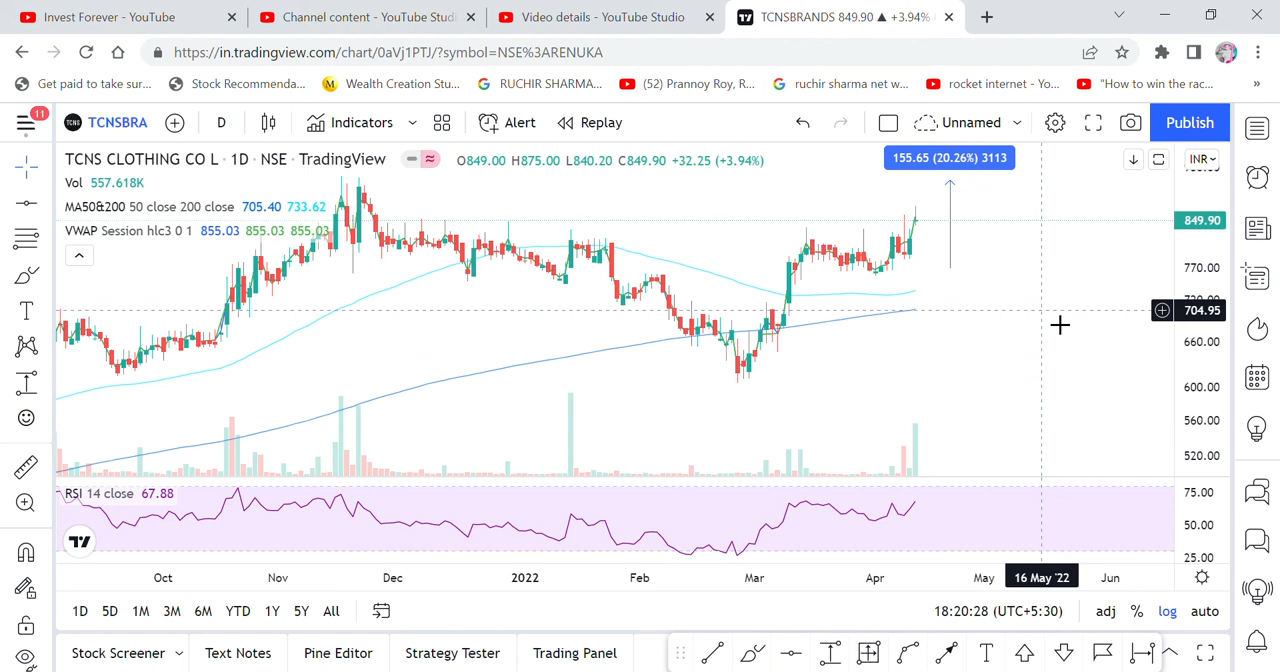 Invest Forever - YouTube
Channel content - YouTube Studi
Video details - YouTube Studio
TCNSBRANDS 849.90 ▲ +3.94%
https://in.tradingview.com/chart/0aVj1PTJ/?symbol=NSE%3ARENUKA
Get paid to take sur...
Stock Recommenda...
Wealth Creation Stu...
RUCHIR SHARMA...
(52) Prannoy Roy, R...
ruchir sharma net w...
rocket internet - Yo...
"How to win the rac...
»
11
TCNSBRA
D
Indicators
Alert
Replay
Unnamed
Publish
TCNS CLOTHING CO L · 1D · NSE · TradingView
O849.00 H875.00 L840.20 C849.90 +32.25 (+3.94%)
155.65 (20.26%) 3113
INR
Vol 557.618K
MA50&200 50 close 200 close 705.40 733.62
VWAP Session hlc3 0 1 855.03 855.03 855.03
849.90
770.00
720.00
704.95
660.00
600.00
560.00
520.00
RSI 14 close 67.88
75.00
50.00
25.00
Oct Nov Dec 2022 Feb Mar Apr May 16 May '22 Jun
1D 5D 1M 3M 6M YTD 1Y 5Y All
18:20:28 (UTC+5:30) adj % log auto
Stock Screener Text Notes Pine Editor Strategy Tester Trading Panel